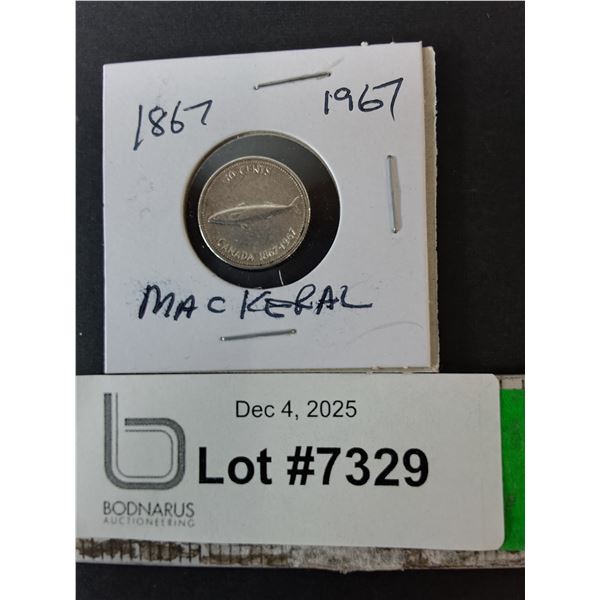 1867 1967
10 CENTS
CANADA 1867-1967
MACKERAL
Dec 4, 2025
b Lot #7329
BODNARUS
AUCTIONEERING